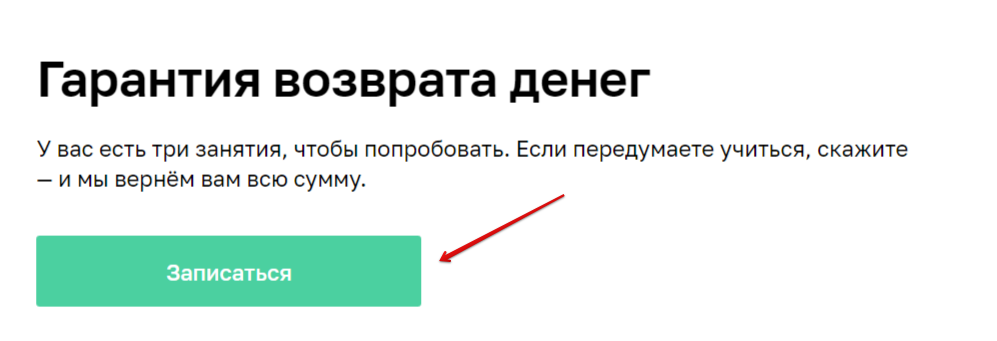 Гарантия возврата денег
У вас есть три занятия, чтобы попробовать. Если передумаете учиться, скажите
— и мы вернём вам всю сумму.
Записаться